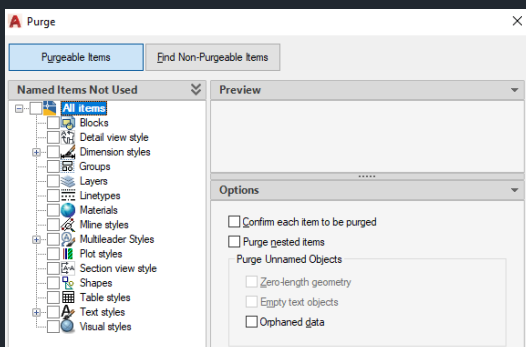 A Purge
Purgeable Items
Find Non-Purgeable Items
Named Items Not Used
All items
Blocks
Detail view style
Dimension styles
Groups
Layers
Linetypes
Materials
Mline styles
Multileader Styles
Plot styles
Section view style
Shapes
Table styles
Text styles
Visual styles
Preview
Options
Confirm each item to be purged
Purge nested items
Purge Unnamed Objects
Zero-length geometry
Empty text objects
Orphaned data